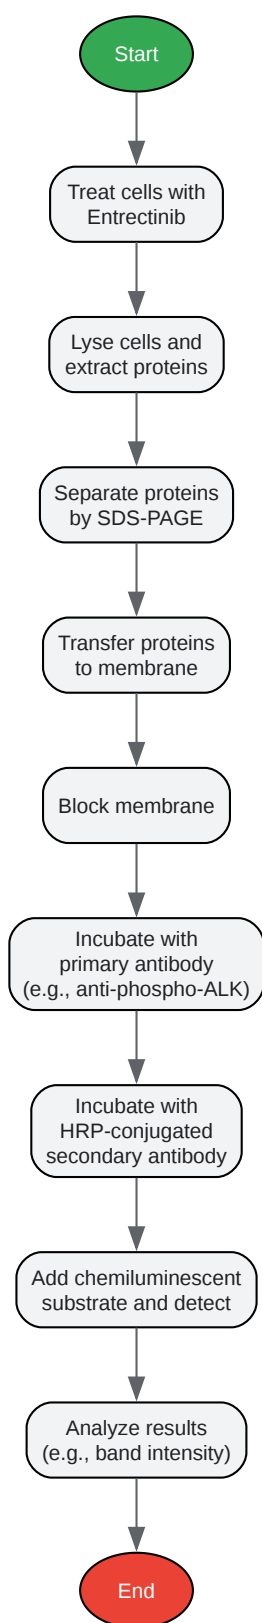 Start
Treat cells with
Entrectinib
Lyse cells and
extract proteins
Separate proteins
by SDS-PAGE
Transfer proteins
to membrane
Block membrane
Incubate with
primary antibody
(e.g., anti-phospho-ALK)
Incubate with
HRP-conjugated
secondary antibody
Add chemiluminescent
substrate and detect
Analyze results
(e.g., band intensity)
End